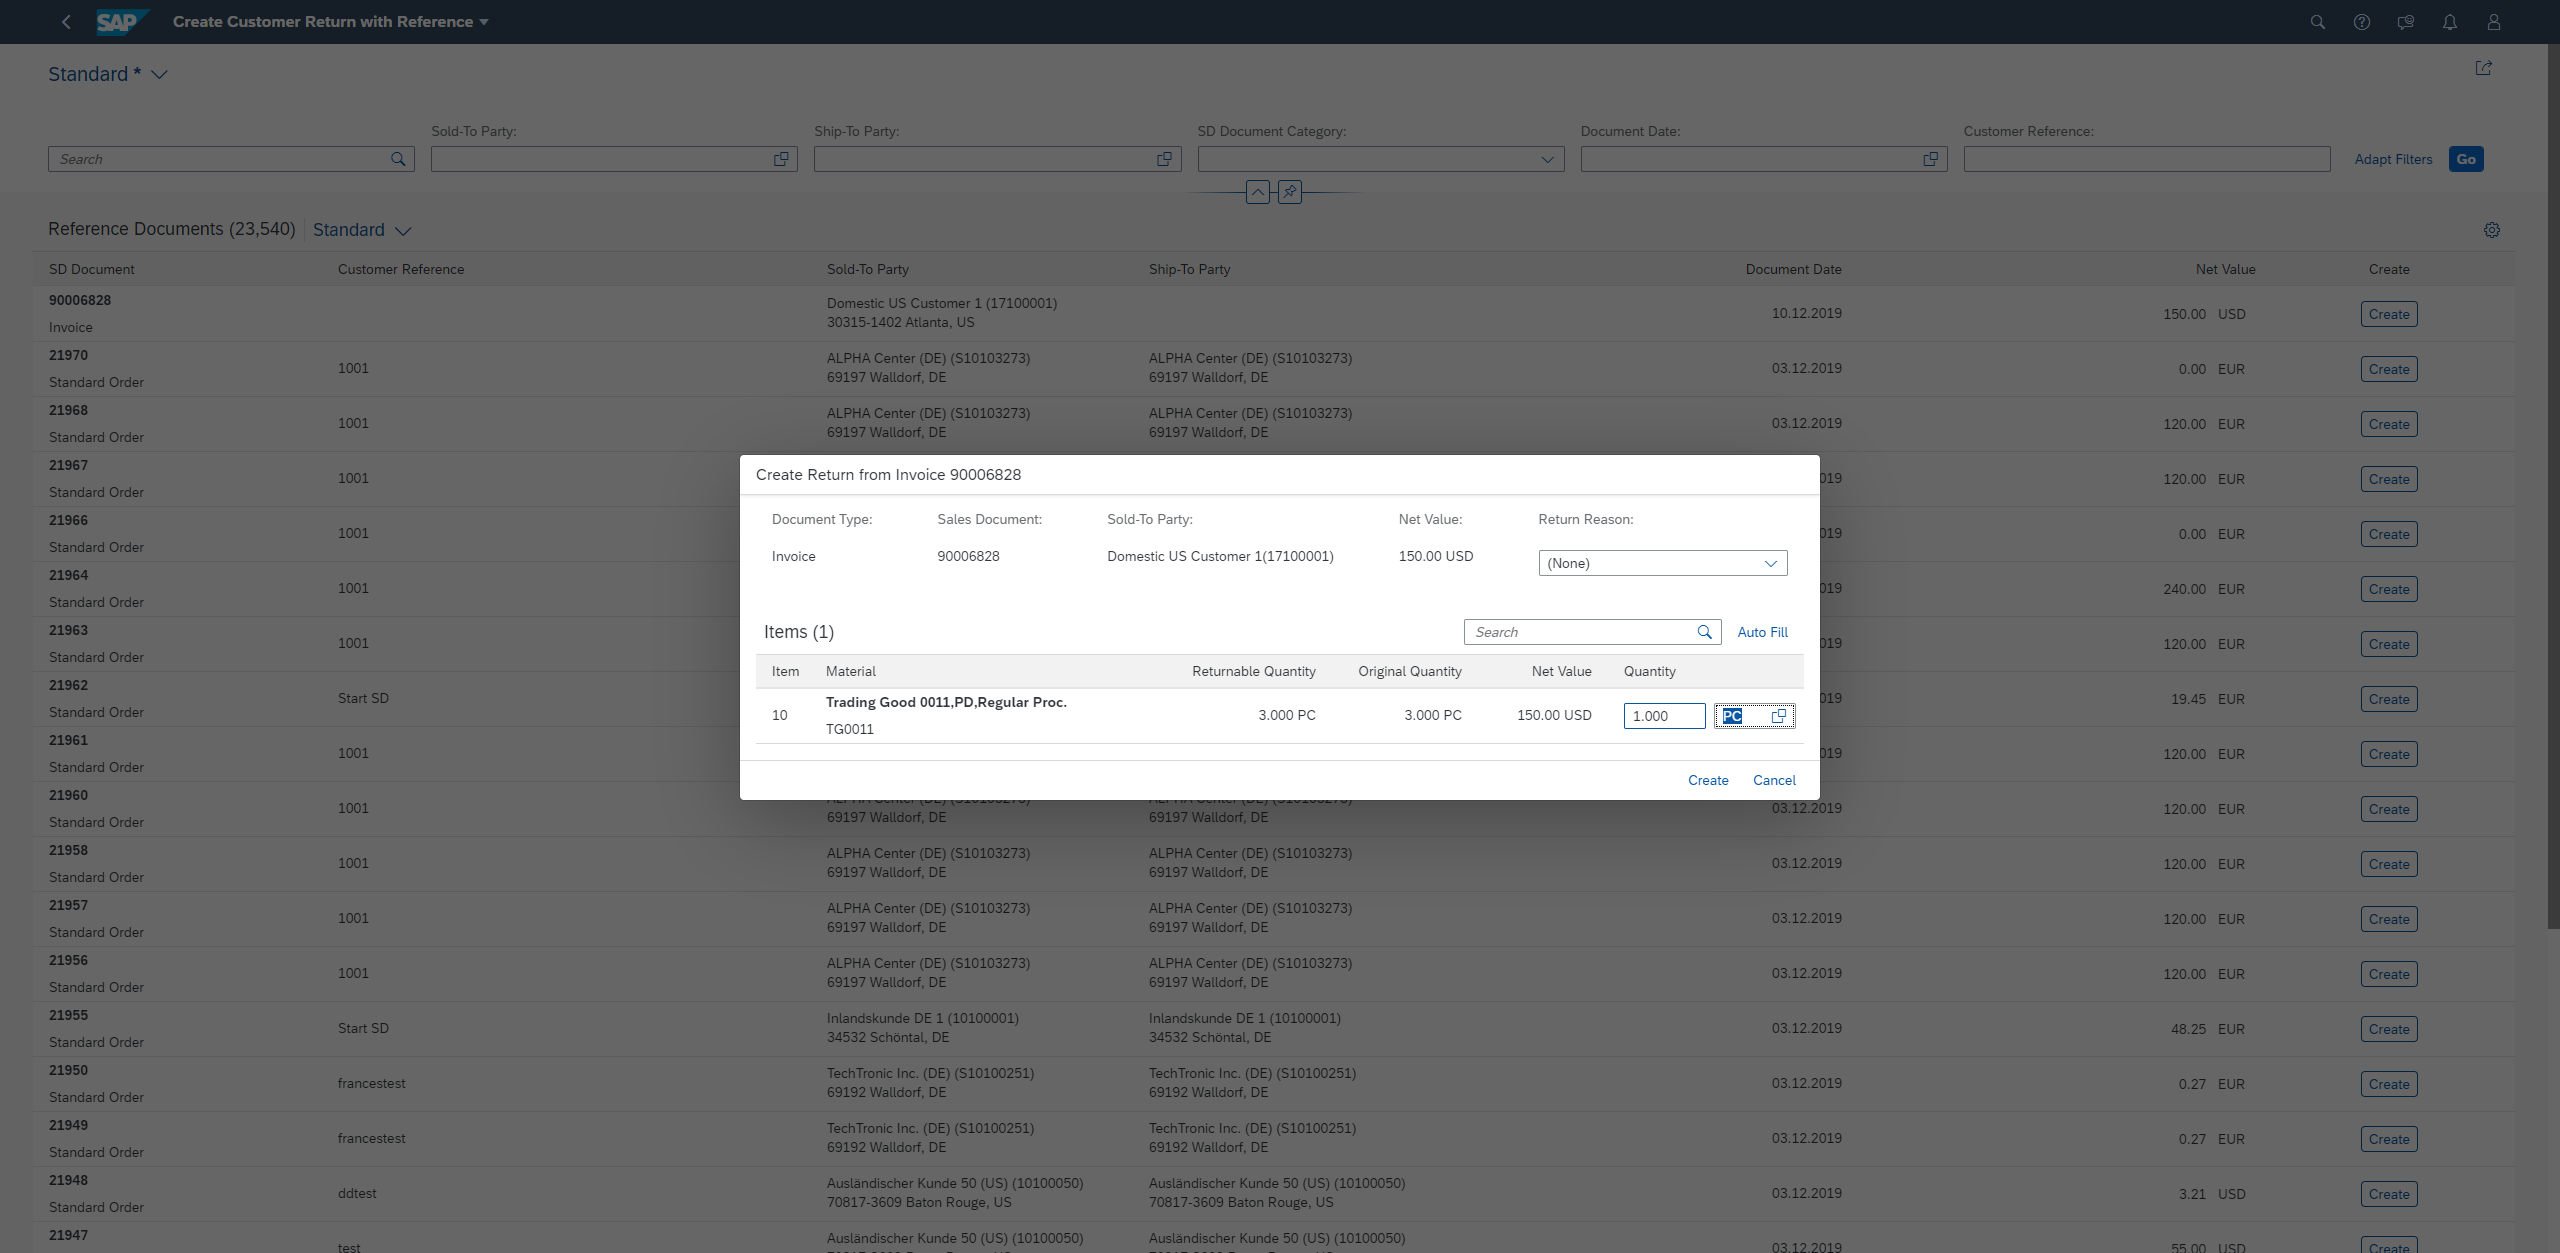 SAP Create Customer Return with Reference
Standard *
Sold-To Party: Ship-To Party: SD Document Category: Document Date: Customer Reference:
Search Adapt Filters Go
Reference Documents (23,540) Standard
SD Document Customer Reference Sold-To Party Ship-To Party Document Date Net Value Create
90006828
Invoice
Domestic US Customer 1 (17100001)
30315-1402 Atlanta, US
10.12.2019 150.00 USD Create
21970
Standard Order
1001
ALPHA Center (DE) (S10103273)
69197 Walldorf, DE
ALPHA Center (DE) (S10103273)
69197 Walldorf, DE
03.12.2019 0.00 EUR Create
21968
Standard Order
1001
ALPHA Center (DE) (S10103273)
69197 Walldorf, DE
ALPHA Center (DE) (S10103273)
69197 Walldorf, DE
03.12.2019 120.00 EUR Create
21967
Standard Order
1001
019 120.00 EUR Create
21966
Standard Order
1001
019 0.00 EUR Create
21964
Standard Order
1001
019 240.00 EUR Create
21963
Standard Order
1001
019 120.00 EUR Create
21962
Standard Order
Start SD
019 19.45 EUR Create
21961
Standard Order
1001
019 120.00 EUR Create
Create Return from Invoice 90006828
Document Type: Sales Document: Sold-To Party: Net Value: Return Reason:
Invoice 90006828 Domestic US Customer 1(17100001) 150.00 USD (None)
Items (1) Search Auto Fill
Item Material Returnable Quantity Original Quantity Net Value Quantity
10
Trading Good 0011,PD,Regular Proc.
TG0011
3.000 PC 3.000 PC 150.00 USD 1.000 PC
Create Cancel
21960
Standard Order
1001
ALPHA Center (DE) (S10103273)
69197 Walldorf, DE
ALPHA Center (DE) (S10103273)
69197 Walldorf, DE
03.12.2019 120.00 EUR Create
21958
Standard Order
1001
ALPHA Center (DE) (S10103273)
69197 Walldorf, DE
ALPHA Center (DE) (S10103273)
69197 Walldorf, DE
03.12.2019 120.00 EUR Create
21957
Standard Order
1001
ALPHA Center (DE) (S10103273)
69197 Walldorf, DE
ALPHA Center (DE) (S10103273)
69197 Walldorf, DE
03.12.2019 120.00 EUR Create
21956
Standard Order
1001
ALPHA Center (DE) (S10103273)
69197 Walldorf, DE
ALPHA Center (DE) (S10103273)
69197 Walldorf, DE
03.12.2019 120.00 EUR Create
21955
Standard Order
Start SD
Inlandskunde DE 1 (10100001)
34532 Schöntal, DE
Inlandskunde DE 1 (10100001)
34532 Schöntal, DE
03.12.2019 48.25 EUR Create
21950
Standard Order
francestest
TechTronic Inc. (DE) (S10100251)
69192 Walldorf, DE
TechTronic Inc. (DE) (S10100251)
69192 Walldorf, DE
03.12.2019 0.27 EUR Create
21949
Standard Order
francestest
TechTronic Inc. (DE) (S10100251)
69192 Walldorf, DE
TechTronic Inc. (DE) (S10100251)
69192 Walldorf, DE
03.12.2019 0.27 EUR Create
21948
Standard Order
ddtest
Ausländischer Kunde 50 (US) (10100050)
70817-3609 Baton Rouge, US
Ausländischer Kunde 50 (US) (10100050)
70817-3609 Baton Rouge, US
03.12.2019 3.21 USD Create
21947
test
Ausländischer Kunde 50 (US) (10100050)
Ausländischer Kunde 50 (US) (10100050)
03.12.2019 55.00 USD Create